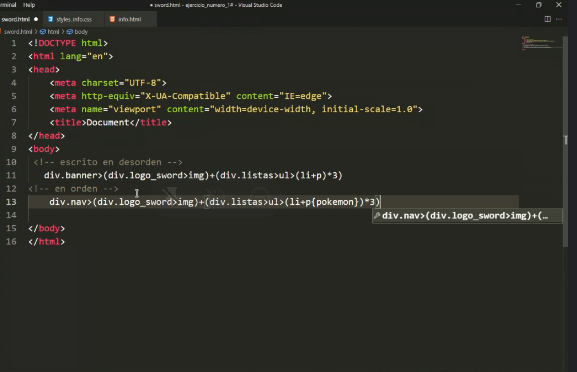 rminal Help
sword.html - ejercicio_numero_1# - Visual Studio Code
sword.html
styles_info.css
info.html
sword.html > html > body
1 <!DOCTYPE html>
2 <html lang="en">
3 <head>
4 <meta charset="UTF-8">
5 <meta http-equiv="X-UA-Compatible" content="IE=edge">
6 <meta name="viewport" content="width=device-width, initial-scale=1.0">
7 <title>Document</title>
8 </head>
9 <body>
10 <!-- escrito en desorden -->
11 div.banner>(div.logo_sword>img)+(div.listas>ul>(li+p)*3)
12 <!-- en orden -->
13 div.nav>(div.logo_sword>img)+(div.listas>ul>(li+p{pokemon})*3)
div.nav>(div.logo_sword>img)+(…
14
15 </body>
16 </html>